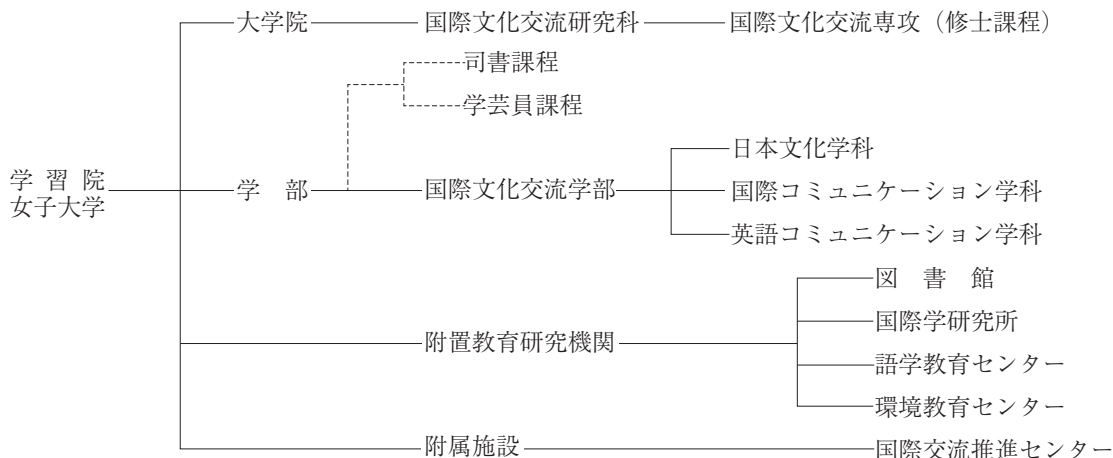 大学院
国際文化交流研究科
国際文化交流専攻（修士課程）
司書課程
学芸員課程
学習院
女子大学
学　部
国際文化交流学部
日本文化学科
国際コミュニケーション学科
英語コミュニケーション学科
附置教育研究機関
図　書　館
国際学研究所
語学教育センター
環境教育センター
附属施設
国際交流推進センター